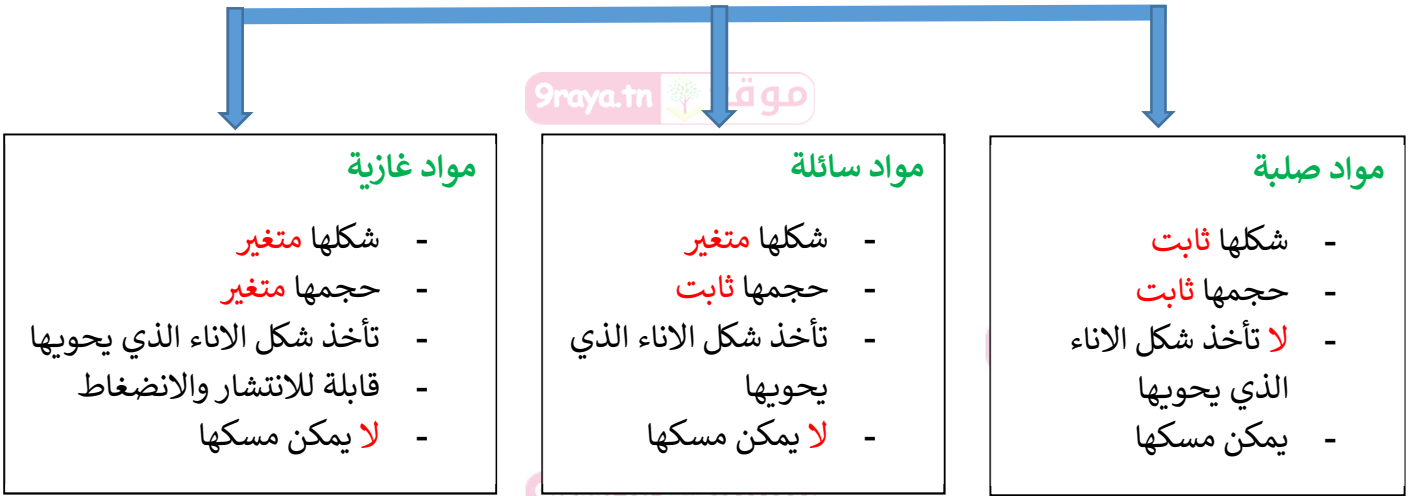 موقع 9raya.tn
مواد صلبة
- شكلها ثابت
- حجمها ثابت
- لا تأخذ شكل الاناء
الذي يحويها
- يمكن مسكها
مواد سائلة
- شكلها متغير
- حجمها ثابت
- تأخذ شكل الاناء الذي
يحويها
- لا يمكن مسكها
مواد غازية
- شكلها متغير
- حجمها متغير
- تأخذ شكل الاناء الذي يحويها
- قابلة للانتشار والانضغاط
- لا يمكن مسكها